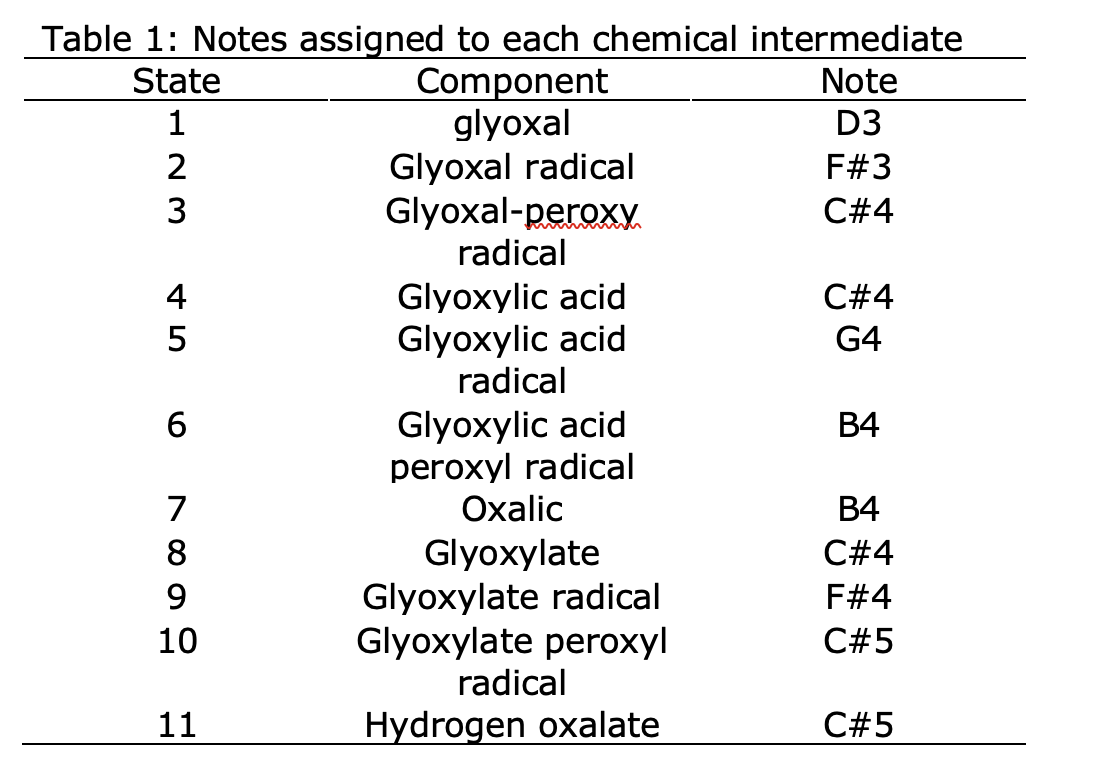 Table 1: Notes assigned to each chemical intermediate
State Component Note
1 glyoxal D3
2 Glyoxal radical F#3
3 Glyoxal-peroxy C#4
radical
4 Glyoxylic acid C#4
5 Glyoxylic acid G4
radical
6 Glyoxylic acid B4
peroxyl radical
7 Oxalic B4
8 Glyoxylate C#4
9 Glyoxylate radical F#4
10 Glyoxylate peroxyl C#5
radical
11 Hydrogen oxalate C#5